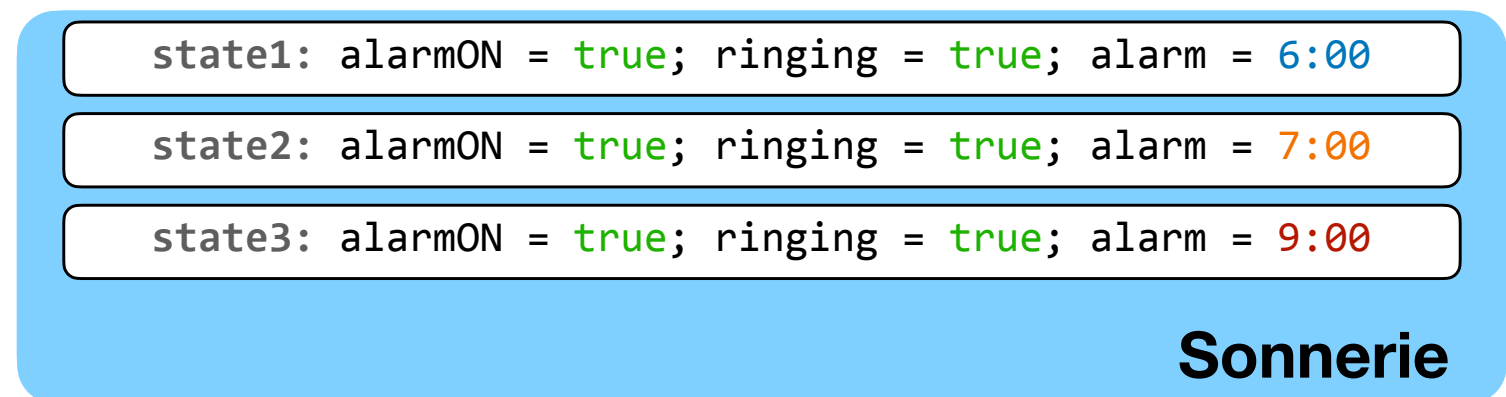 state1: alarmON = true; ringing = true; alarm = 6:00
state2: alarmON = true; ringing = true; alarm = 7:00
state3: alarmON = true; ringing = true; alarm = 9:00
Sonnerie